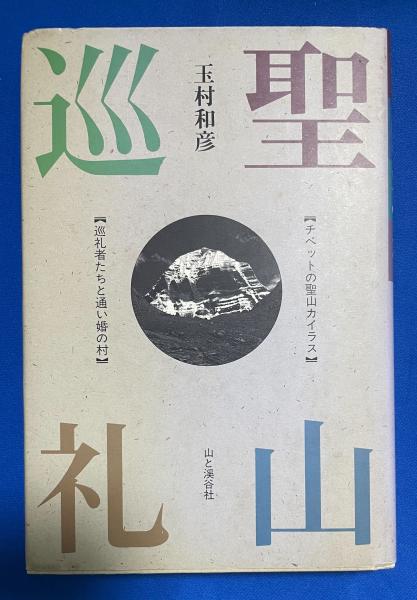 聖山
巡礼
玉村和彦
【チベットの聖山カイラス】
【巡礼者たちと通い婚の村】
山と溪谷社